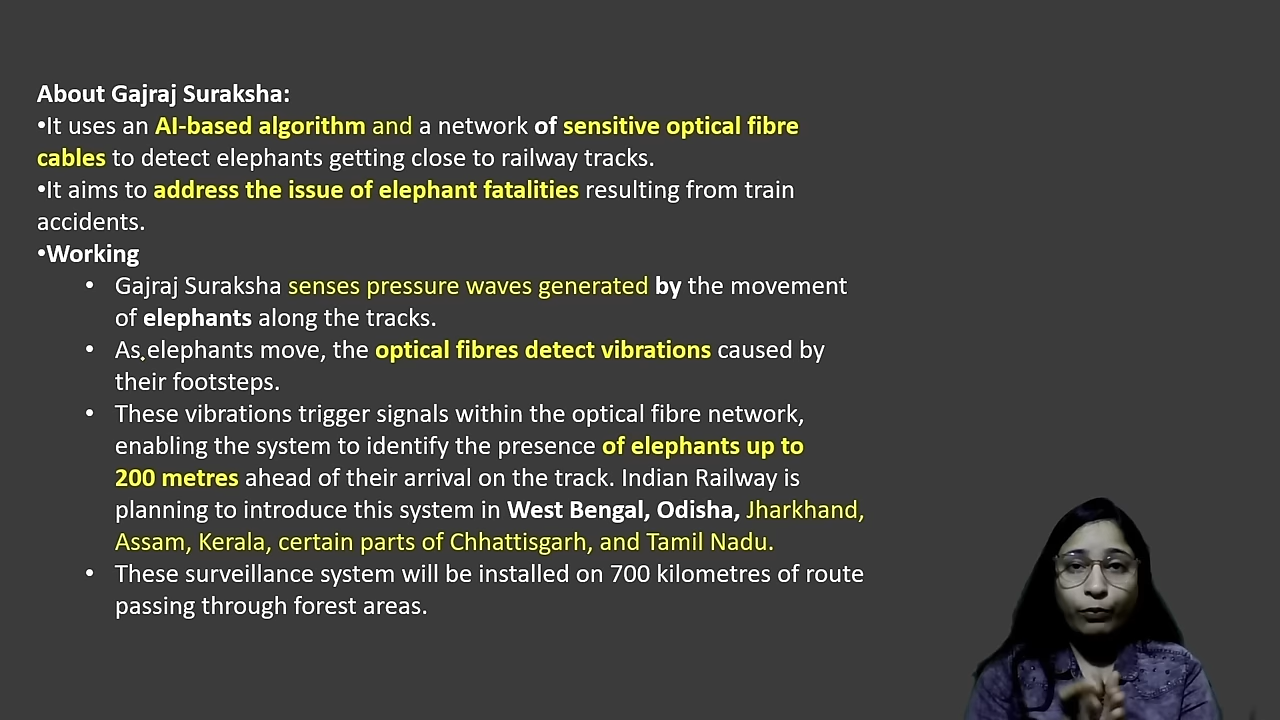 About Gajraj Suraksha:
•It uses an AI-based algorithm and a network of sensitive optical fibre
cables to detect elephants getting close to railway tracks.
•It aims to address the issue of elephant fatalities resulting from train
accidents.
•Working
• Gajraj Suraksha senses pressure waves generated by the movement
of elephants along the tracks.
• As elephants move, the optical fibres detect vibrations caused by
their footsteps.
• These vibrations trigger signals within the optical fibre network,
enabling the system to identify the presence of elephants up to
200 metres ahead of their arrival on the track. Indian Railway is
planning to introduce this system in West Bengal, Odisha, Jharkhand,
Assam, Kerala, certain parts of Chhattisgarh, and Tamil Nadu.
• These surveillance system will be installed on 700 kilometres of route
passing through forest areas.